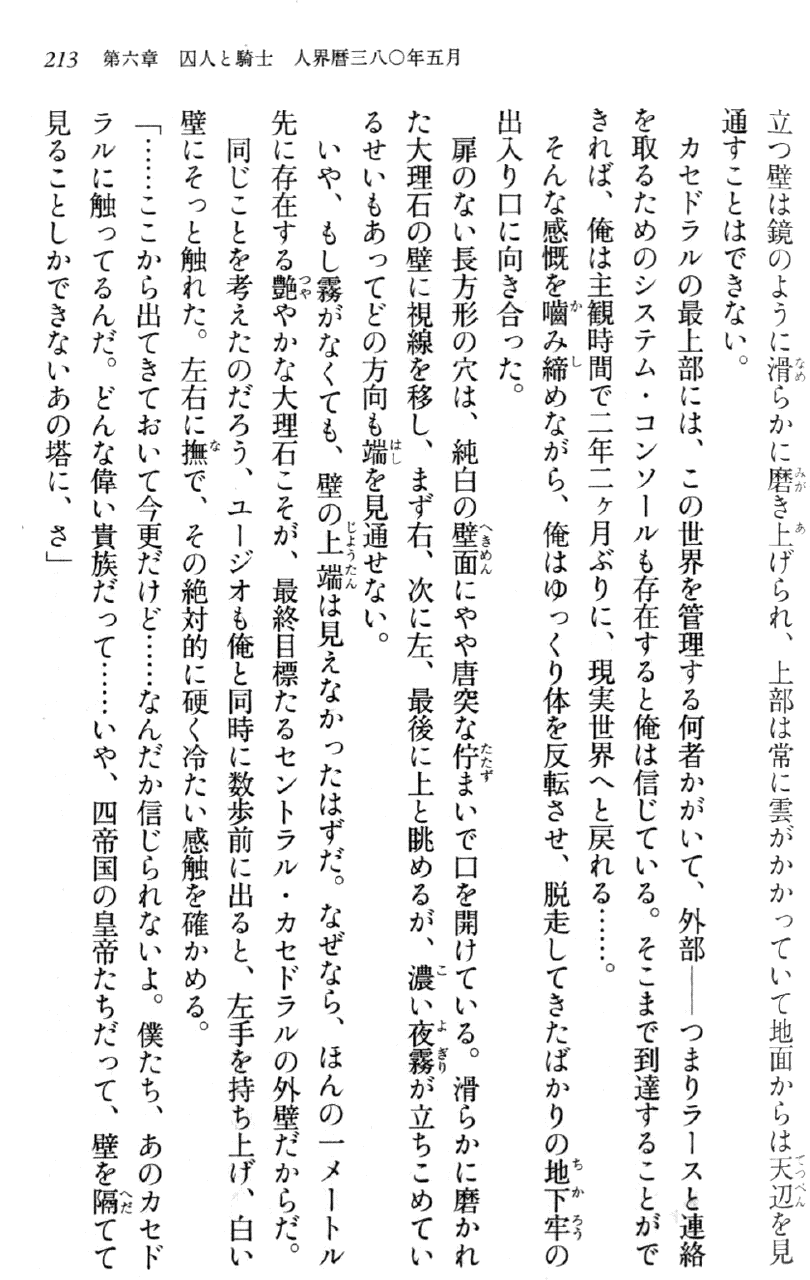 213　第六章　囚人と騎士　人界暦三八〇年五月
立つ壁は鏡のように滑らかに磨き上げられ、上部は常に雲がかかっていて地面からは天辺を見
通すことはできない。
　カセドラルの最上部には、この世界を管理する何者かがいて、外部――つまりラースと連絡
を取るためのシステム・コンソールも存在すると俺は信じている。そこまで到達することがで
きれば、俺は主観時間で二年二ヶ月ぶりに、現実世界へと戻れる……。
　そんな感慨を嚙み締めながら、俺はゆっくり体を反転させ、脱走してきたばかりの地下牢の
出入り口に向き合った。
　扉のない長方形の穴は、純白の壁面にやや唐突な佇まいで口を開けている。滑らかに磨かれ
た大理石の壁に視線を移し、まず右、次に左、最後に上と眺めるが、濃い夜霧が立ちこめてい
るせいもあってどの方向も端を見通せない。
　いや、もし霧がなくても、壁の上端は見えなかったはずだ。なぜなら、ほんの一メートル
先に存在する艶やかな大理石こそが、最終目標たるセントラル・カセドラルの外壁だからだ。
　同じことを考えたのだろう、ユージオも俺と同時に数歩前に出ると、左手を持ち上げ、白い
壁にそっと触れた。左右に撫で、その絶対的に硬く冷たい感触を確かめる。
「……ここから出てきておいて今更だけど……なんだか信じられないよ。僕たち、あのカセド
ラルに触ってるんだ。どんな偉い貴族だって……いや、四帝国の皇帝たちだって、壁を隔てて
見ることしかできないあの塔に、さ」